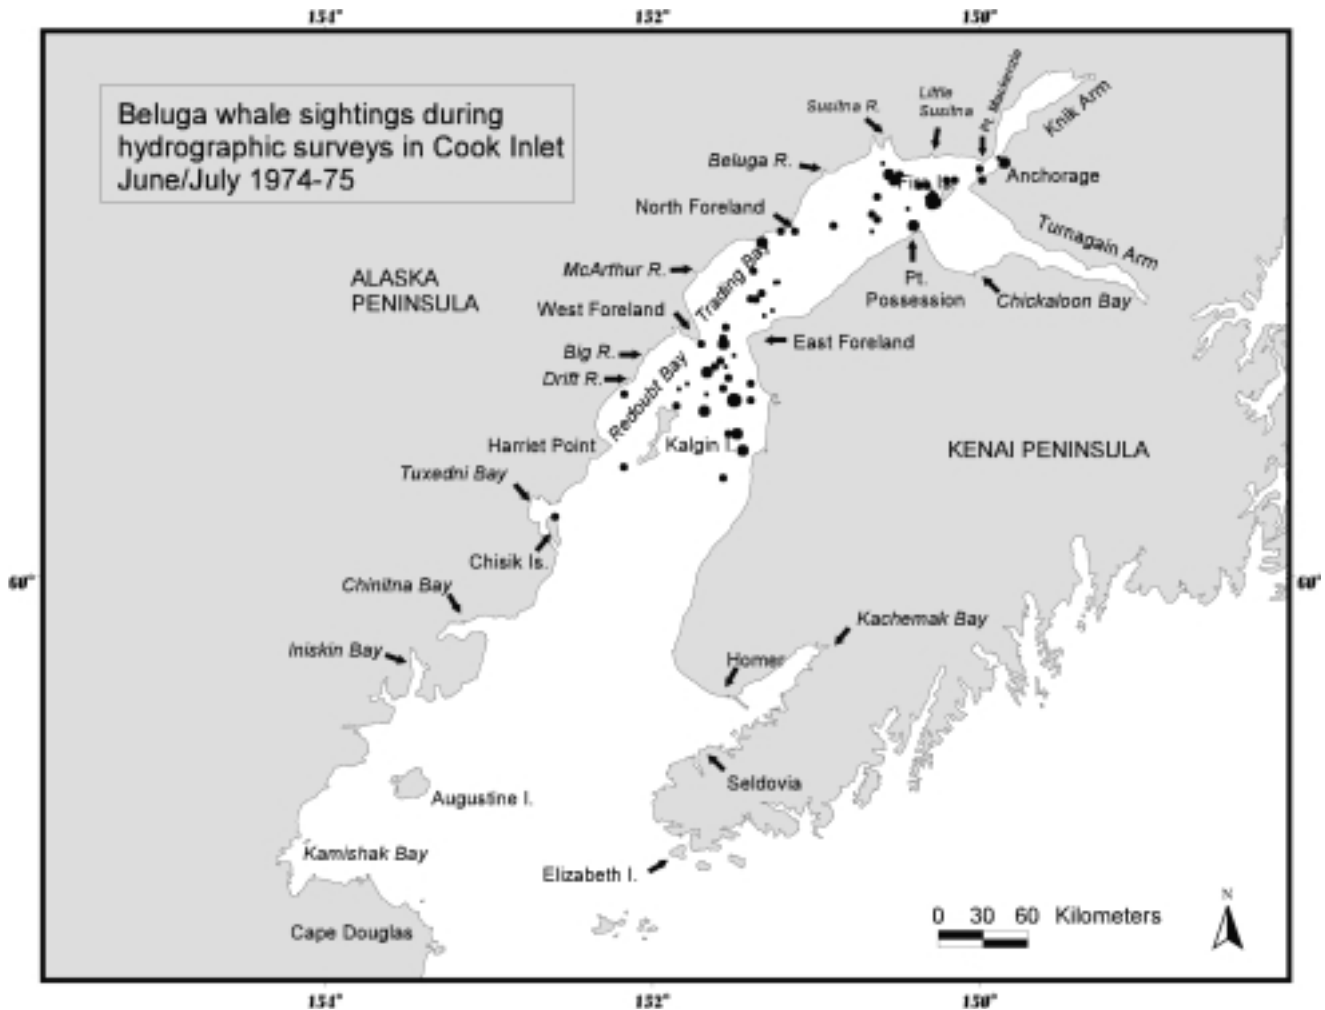 154° 152° 150°
Beluga whale sightings during
hydrographic surveys in Cook Inlet
June/July 1974-75
Susitna R.
Little
Susitna
Pt. Mackenzie
Knik Arm
Beluga R.
Fire Is.
Anchorage
North Foreland
Turnagain Arm
McArthur R.
Trading Bay
ALASKA
PENINSULA
Pt.
Possession
Chickaloon Bay
West Foreland
East Foreland
Big R.
Drift R.
Redoubt Bay
Harriet Point
Kalgin I.
KENAI PENINSULA
Tuxedni Bay
Chisik Is.
60° 60°
Chinitna Bay
Kachemak Bay
Iniskin Bay
Homer
Seldovia
Augustine I.
Kamishak Bay
Elizabeth I.
Cape Douglas
0 30 60 Kilometers
N
154° 152° 150°